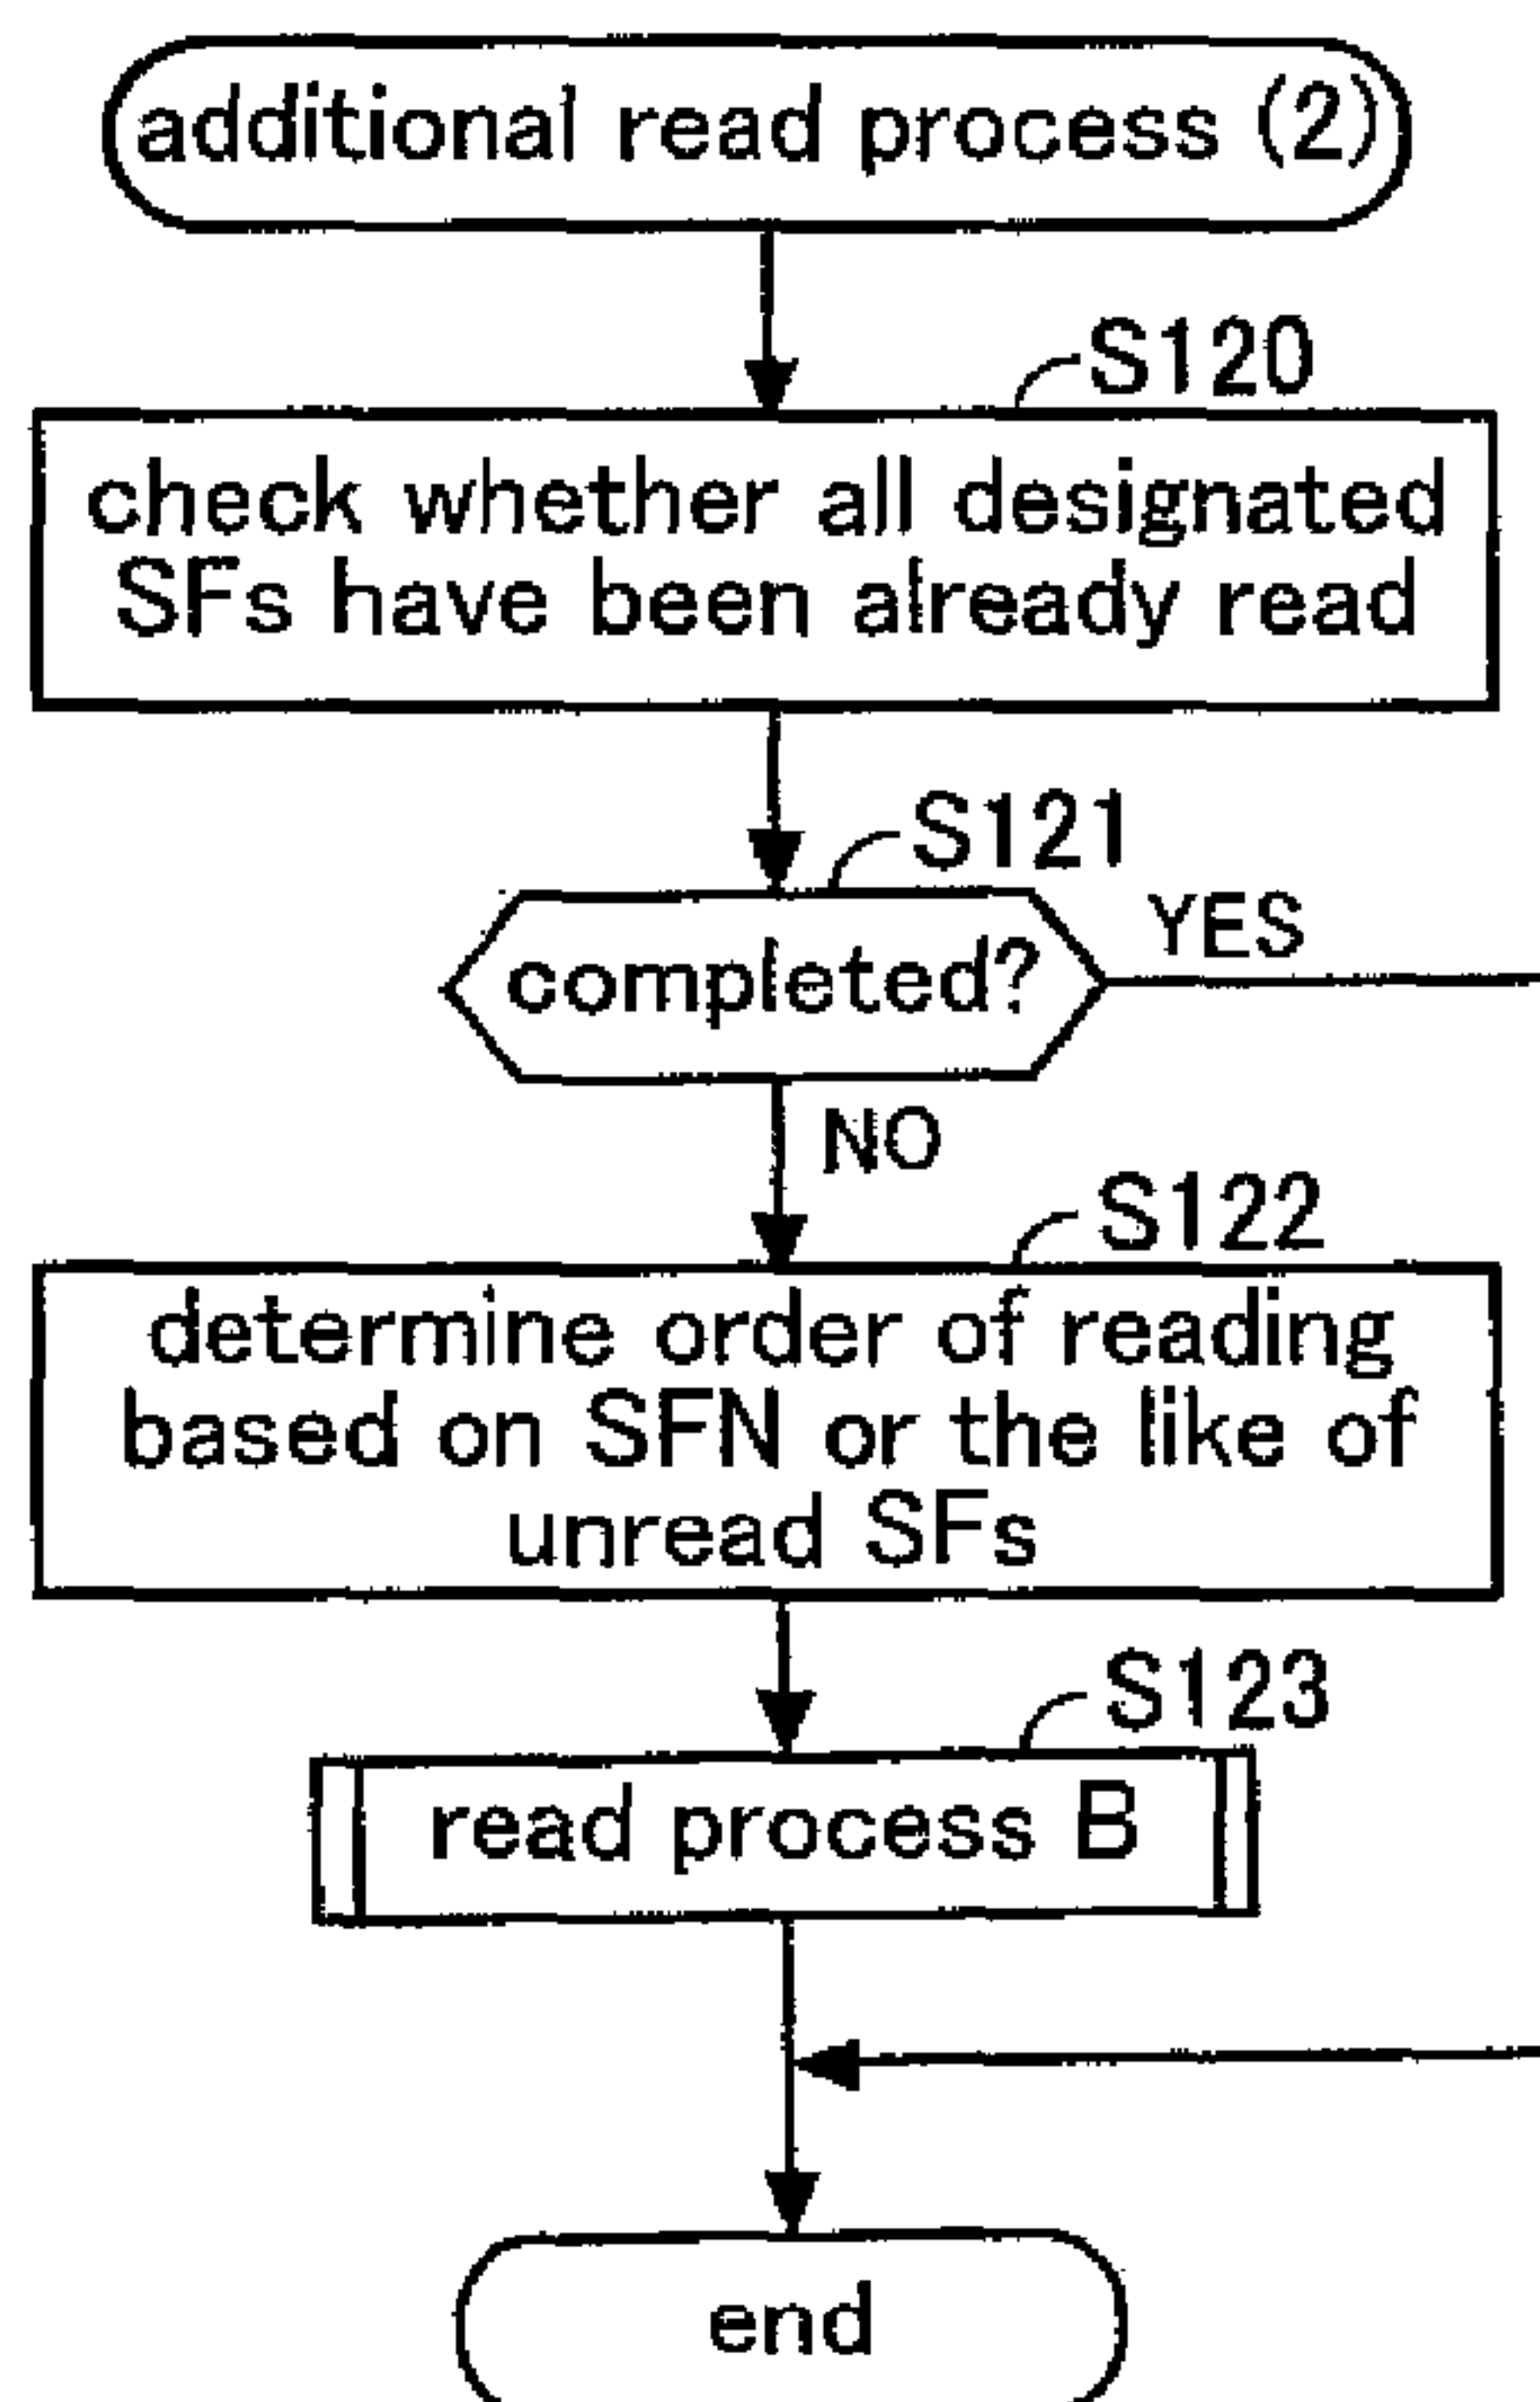 additional read process (2)
S120
check whether all designated
SFs have been already read
S121
completed?
YES
NO
S122
determine order of reading
based on SFN or the like of
unread SFs
S123
read process B
end